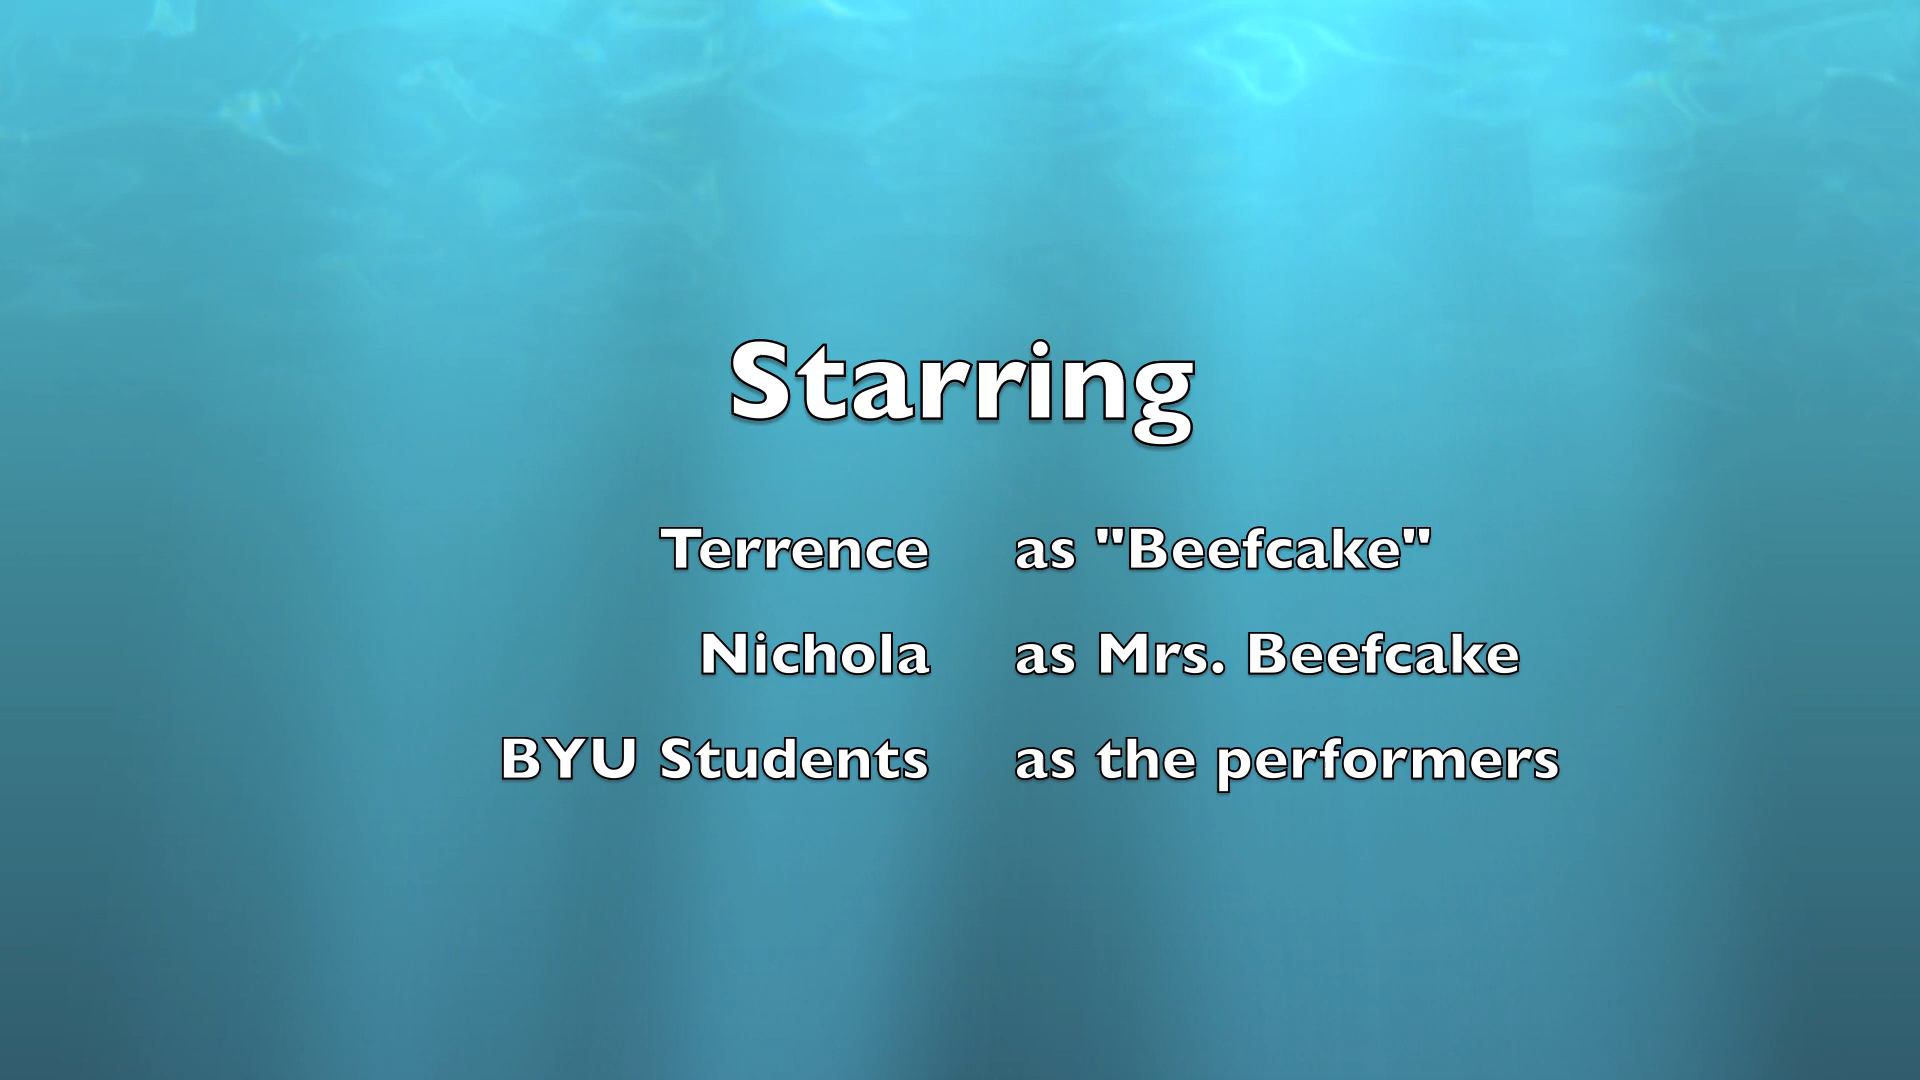 Starring
Terrence as "Beefcake"
Nichola as Mrs. Beefcake
BYU Students as the performers